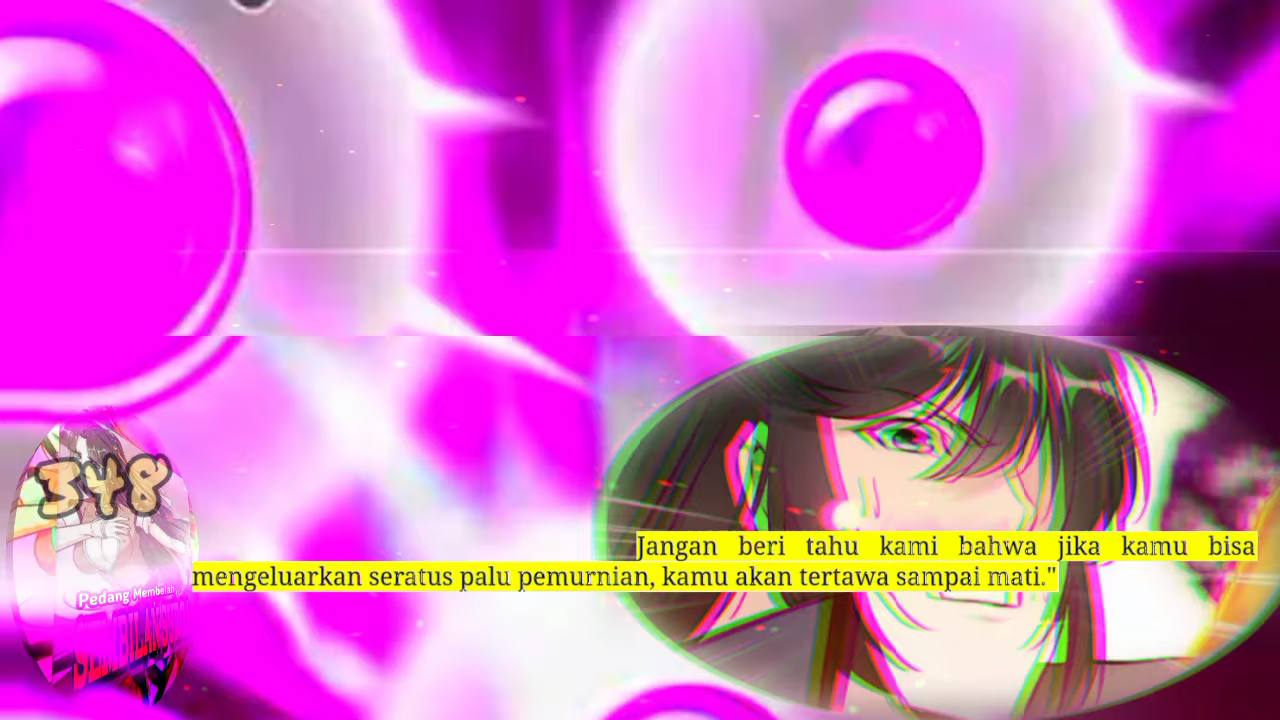 348
Jangan beri tahu kami bahwa jika kamu bisa
mengeluarkan seratus palu pemurnian, kamu akan tertawa sampai mati."
Pedang Membelah